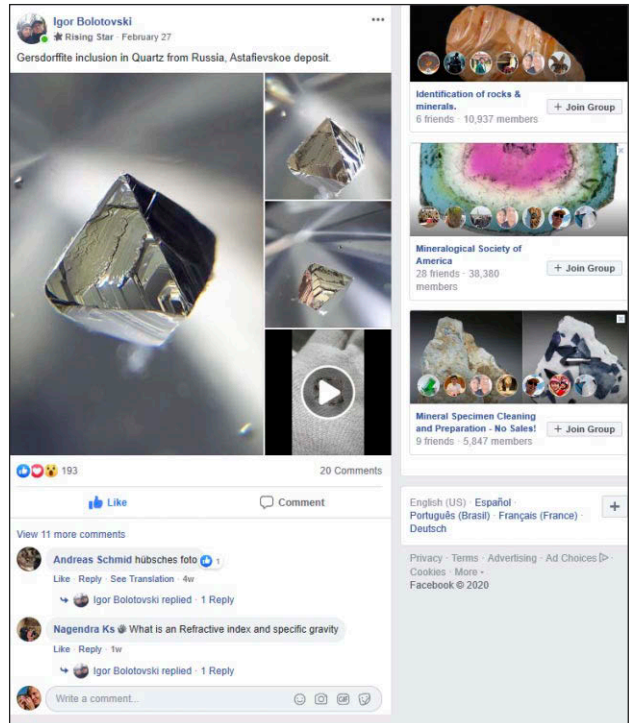 Igor Bolotovski
Rising Star · February 27
Gersdorffite inclusion in Quartz from Russia, Astafievskoe deposit.
193
20 Comments
Like
Comment
View 11 more comments
Andreas Schmid hübsches foto 1
Like · Reply · See Translation · 4w
Igor Bolotovski replied · 1 Reply
Nagendra Ks What is an Refractive index and specific gravity
Like · Reply · 1w
Igor Bolotovski replied · 1 Reply
Write a comment...
GIF
Identification of rocks &
minerals.
6 friends · 10,937 members
+ Join Group
Mineralogical Society of
America
28 friends · 38,380
members
+ Join Group
Mineral Specimen Cleaning
and Preparation - No Sales!
9 friends · 5,847 members
+ Join Group
English (US) · Español ·
Português (Brasil) · Français (France) ·
Deutsch
Privacy · Terms · Advertising · Ad Choices ·
Cookies · More
Facebook © 2020